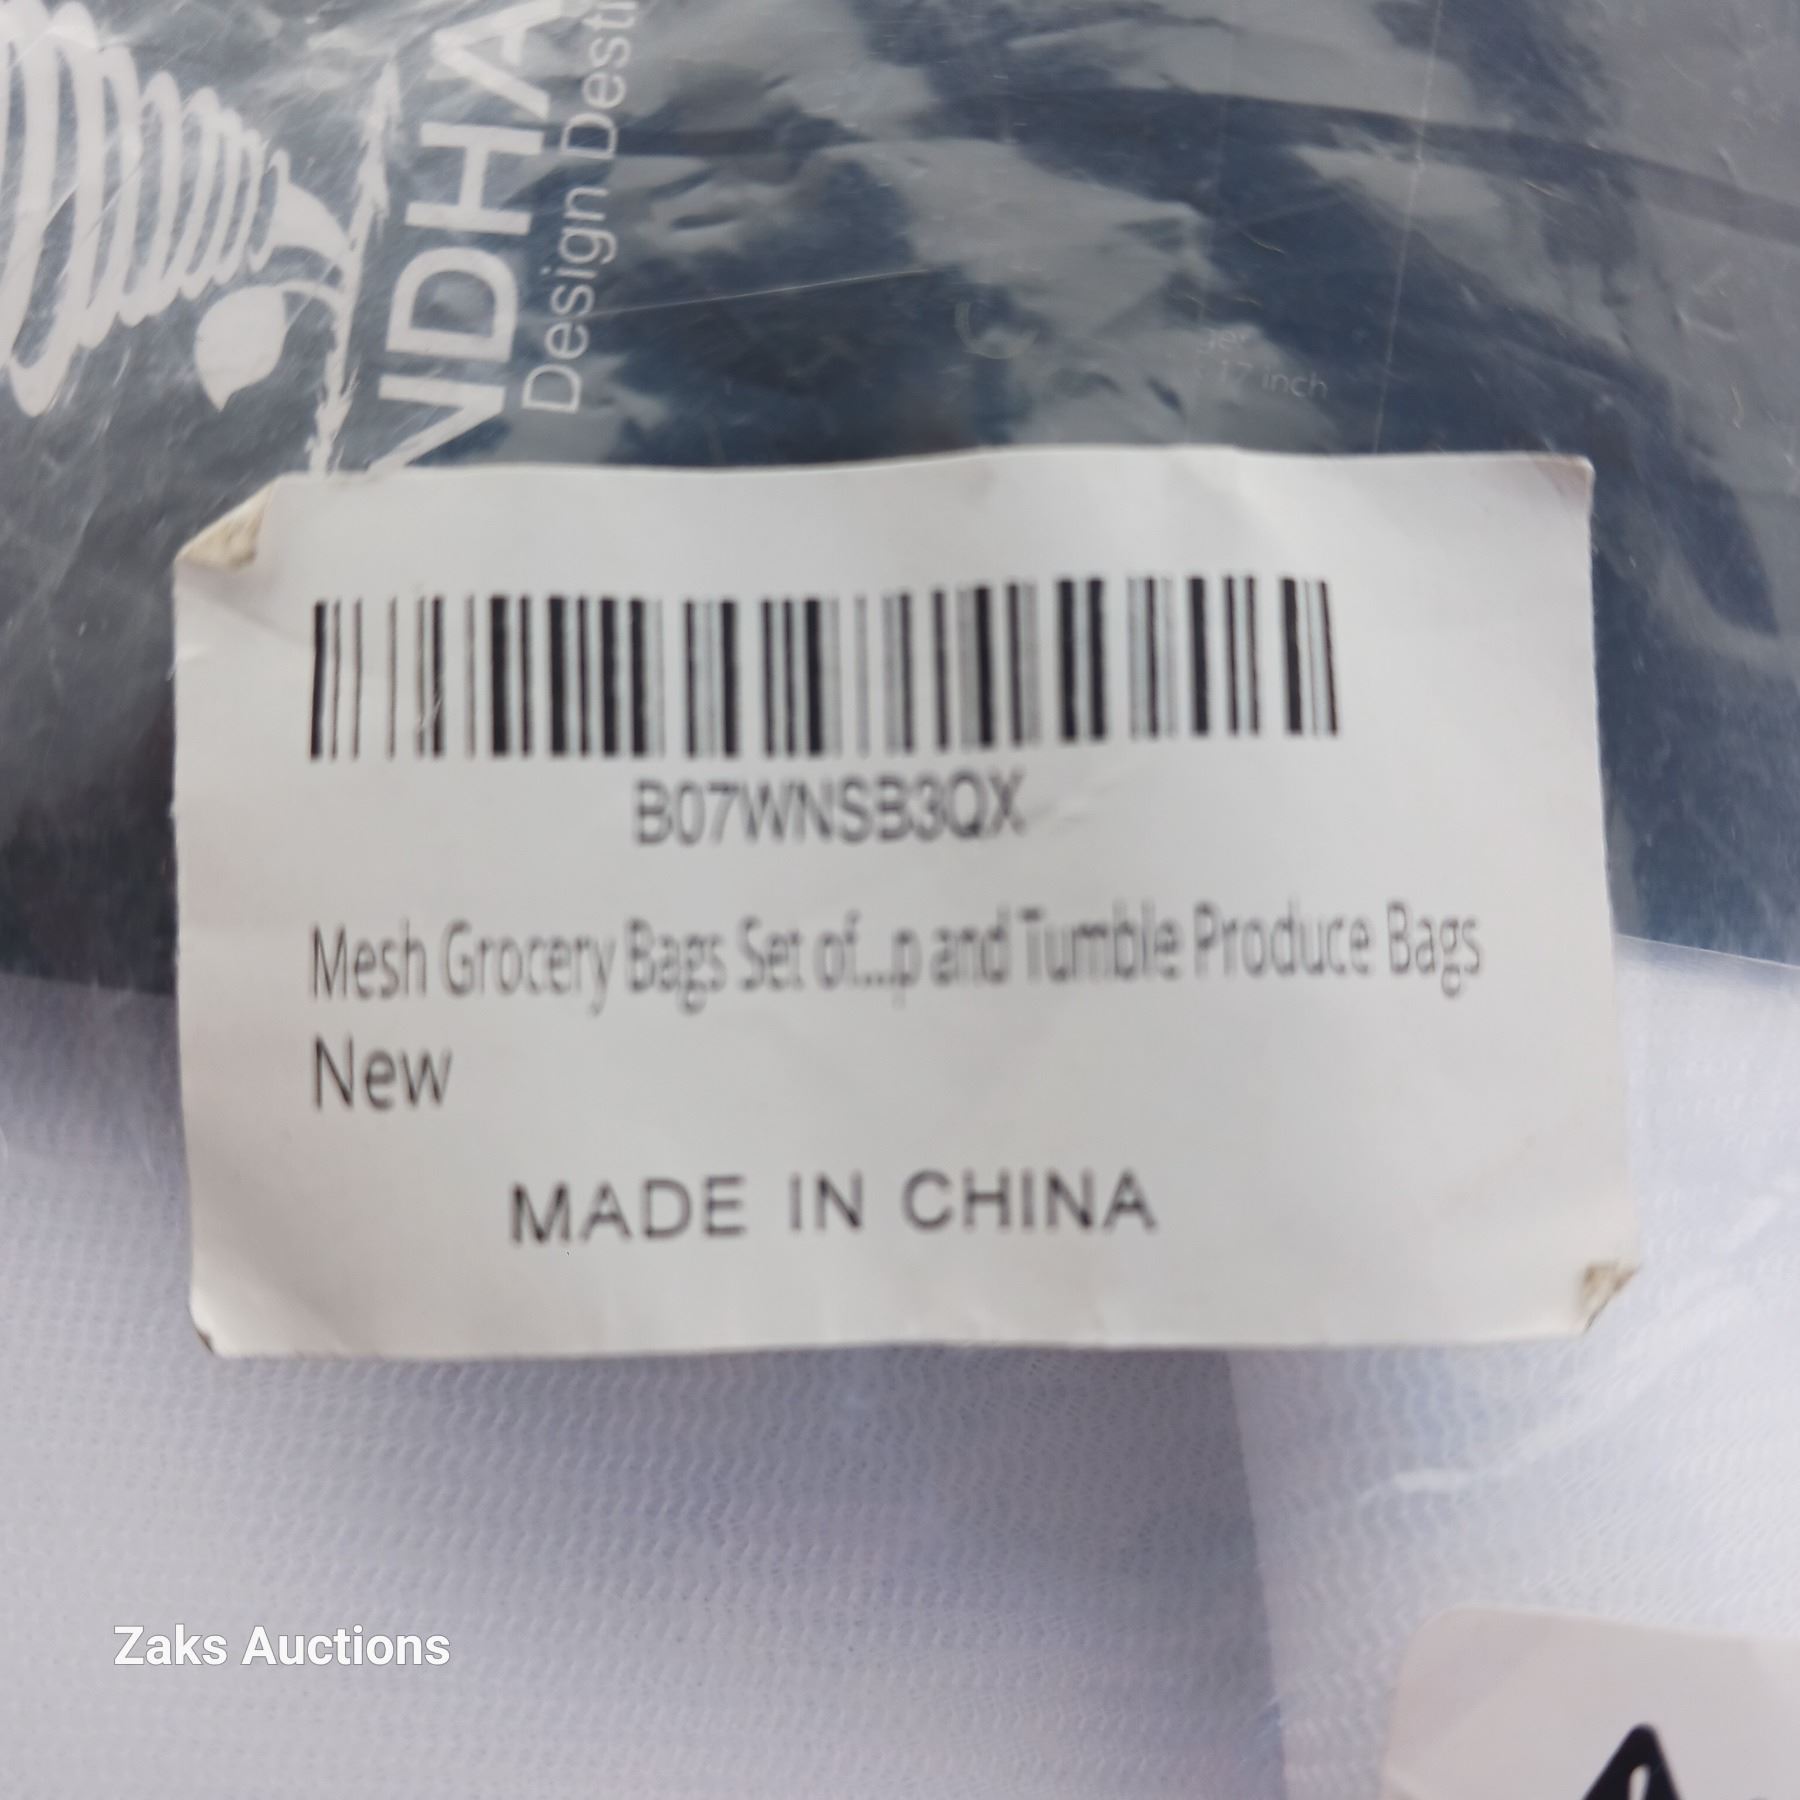 NDHA
Design Desti
17 inch
B07WNSB3QX
Mesh Grocery Bags Set of...p and Tumble Produce Bags
New
MADE IN CHINA
Zaks Auctions